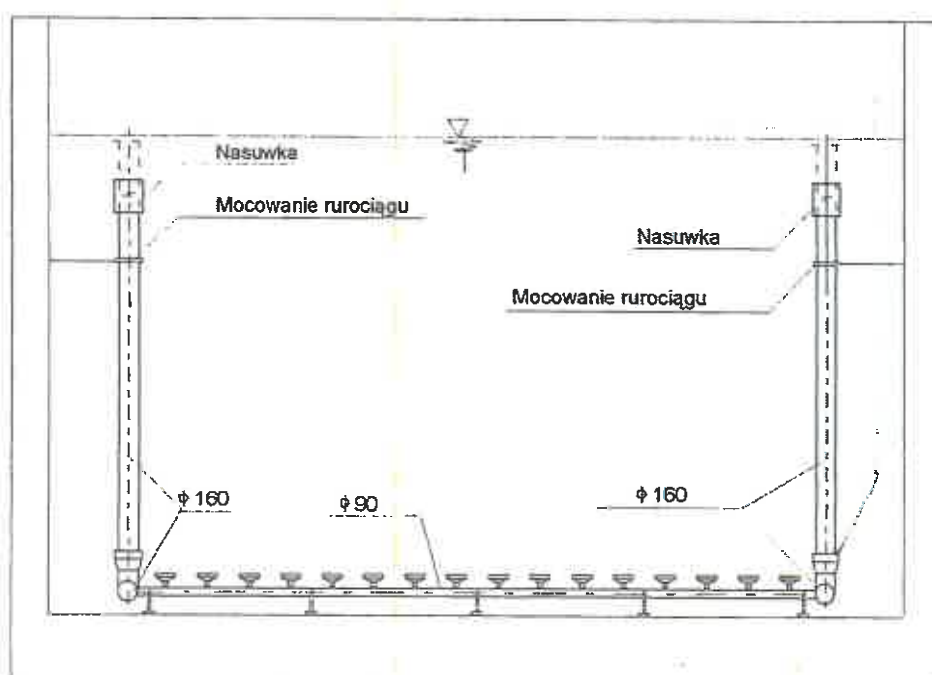 Nasuwka
Mocowanie rurociągu
Nasuwka
Mocowanie rurociągu
ϕ 160
ϕ 90
ϕ 160